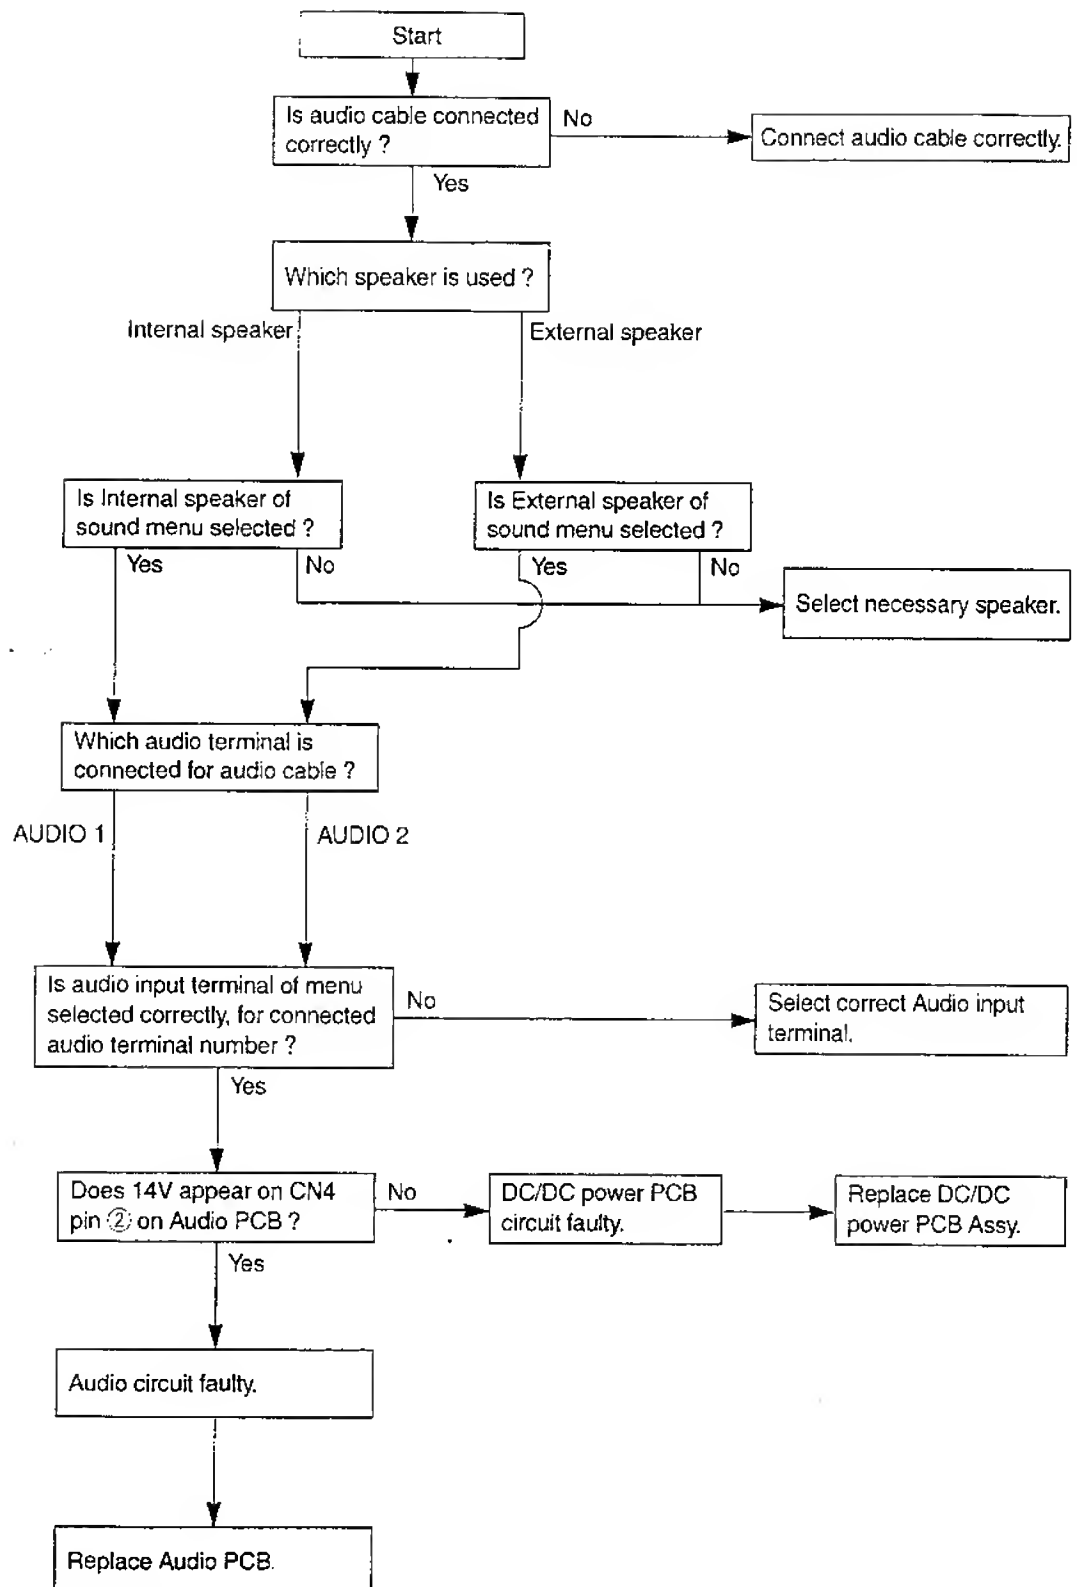 Start
Is audio cable connected
correctly ?
No
Connect audio cable correctly.
Yes
Which speaker is used ?
Internal speaker
External speaker
Is Internal speaker of
sound menu selected ?
Is External speaker of
sound menu selected ?
Yes
No
Yes
No
Select necessary speaker.
Which audio terminal is
connected for audio cable ?
AUDIO 1
AUDIO 2
Is audio input terminal of menu
selected correctly, for connected
audio terminal number ?
No
Select correct Audio input
terminal.
Yes
Does 14V appear on CN4
pin ② on Audio PCB ?
No
DC/DC power PCB
circuit faulty.
Replace DC/DC
power PCB Assy.
Yes
Audio circuit faulty.
Replace Audio PCB.